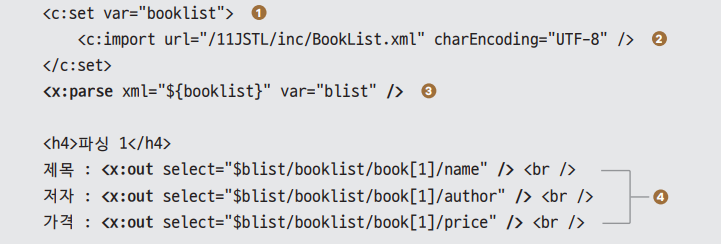 <c:set var="booklist"> ❶
<c:import url="/11JSTL/inc/BookList.xml" charEncoding="UTF-8" /> ❷
</c:set>
<x:parse xml="${booklist}" var="blist" /> ❸
<h4>파싱 1</h4>
제목 : <x:out select="$blist/booklist/book[1]/name" /> <br />
저자 : <x:out select="$blist/booklist/book[1]/author" /> <br /> ❹
가격 : <x:out select="$blist/booklist/book[1]/price" /> <br />